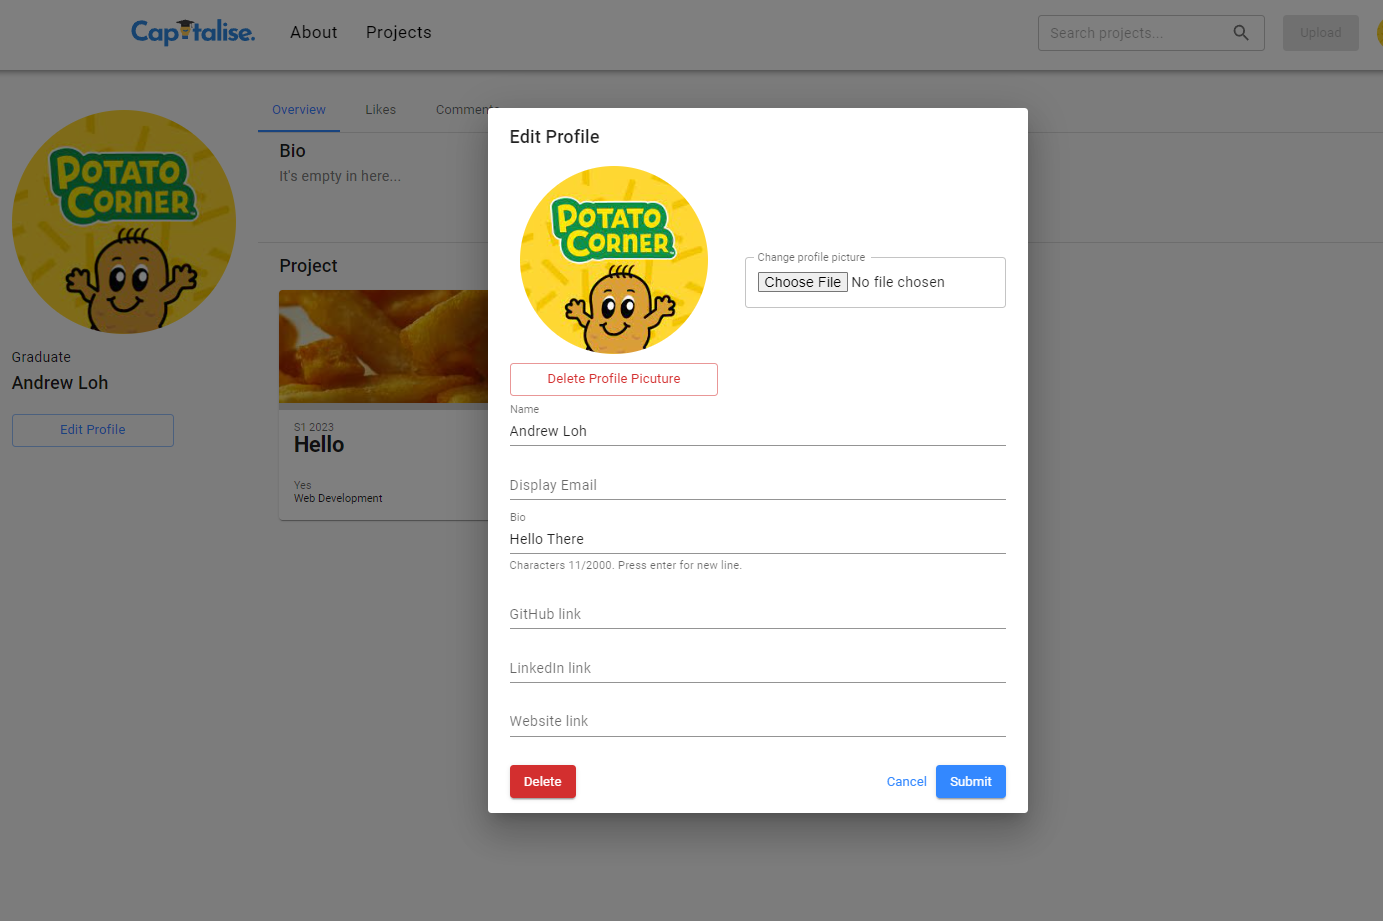 Capitalise.
About
Projects
Search projects...
Upload
Overview
Likes
Comments
Bio
It's empty in here...
Project
POTATO
CORNER
Graduate
Andrew Loh
Edit Profile
S1 2023
Hello
Yes
Web Development
Edit Profile
POTATO
CORNER
Change profile picture
Choose File No file chosen
Delete Profile Picuture
Name
Andrew Loh
Display Email
Bio
Hello There
Characters 11/2000. Press enter for new line.
GitHub link
LinkedIn link
Website link
Delete
Cancel
Submit